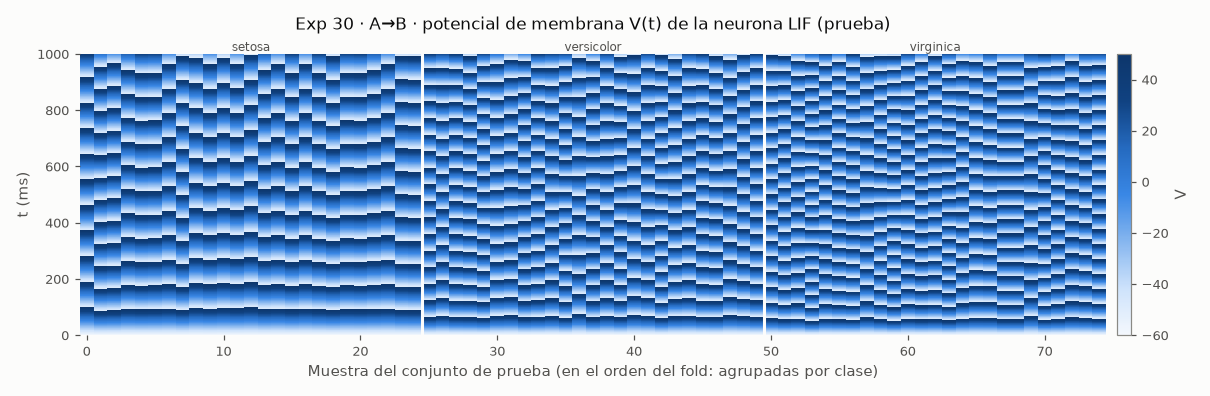 Exp 30 · A→B · potencial de membrana V(t) de la neurona LIF (prueba)
setosa versicolor virginica
1000
800
600
400
200
0
t (ms)
0 10 20 30 40 50 60 70
Muestra del conjunto de prueba (en el orden del fold: agrupadas por clase)
40
20
0
−20
−40
−60
V